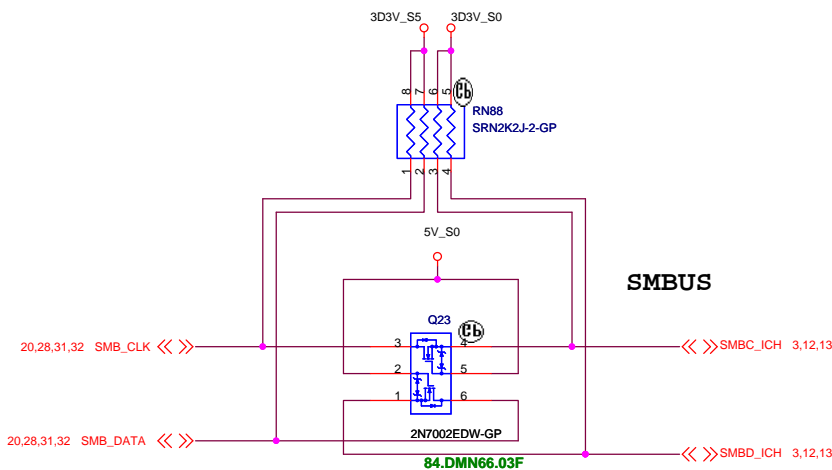 3D3V_S5 3D3V_S0
8 7 6 5
RN88
SRN2K2J-2-GP
1 2 3 4
5V_S0
SMBUS
Q23
20,28,31,32 SMB_CLK 3 4 SMBC_ICH 3,12,13
2 5
1 6
2N7002EDW-GP
20,28,31,32 SMB_DATA SMBD_ICH 3,12,13
84.DMN66.03F